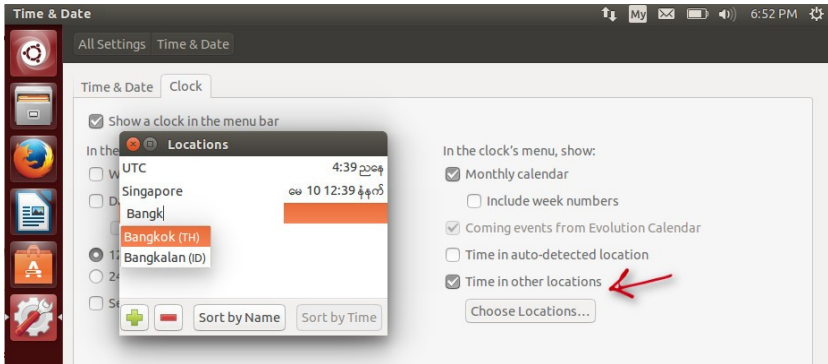 Time & Date
My
6:52 PM
All Settings Time & Date
Time & Date Clock
Show a clock in the menu bar
In the
W
D
12
24
Se
Locations
UTC 4:39 ညနေ
Singapore မေ 10 12:39 နံနက်
Bangk
Bangkok (TH)
Bangkalan (ID)
Sort by Name Sort by Time
In the clock's menu, show:
Monthly calendar
Include week numbers
Coming events from Evolution Calendar
Time in auto-detected location
Time in other locations
Choose Locations...